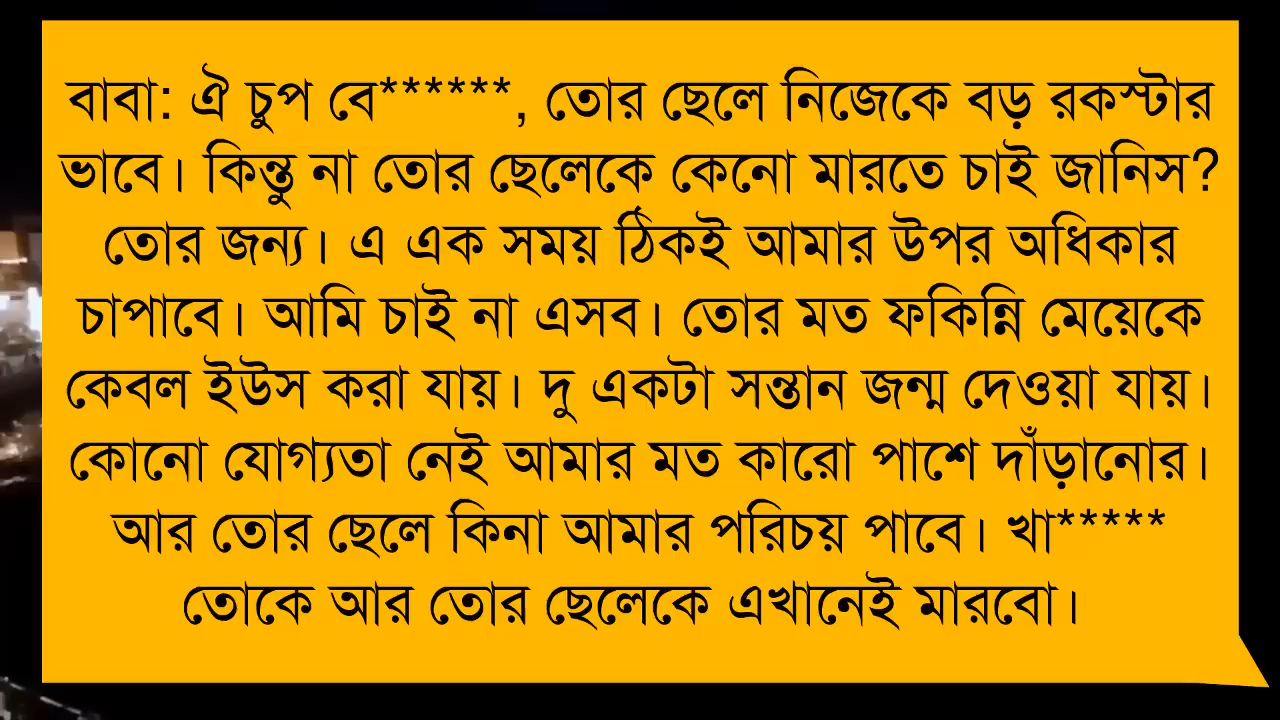 বাবা: ঐ চুপ বে******, তোর ছেলে নিজেকে বড় রকস্টার
ভাবে। কিন্তু না তোর ছেলেকে কেনো মারতে চাই জানিস?
তোর জন্য। এ এক সময় ঠিকই আমার উপর অধিকার
চাপাবে। আমি চাই না এসব। তোর মত ফকিন্নি মেয়েকে
কেবল ইউস করা যায়। দু একটা সন্তান জন্ম দেওয়া যায়।
কোনো যোগ্যতা নেই আমার মত কারো পাশে দাঁড়ানোর।
আর তোর ছেলে কিনা আমার পরিচয় পাবে। খা*****
তোকে আর তোর ছেলেকে এখানেই মারবো।